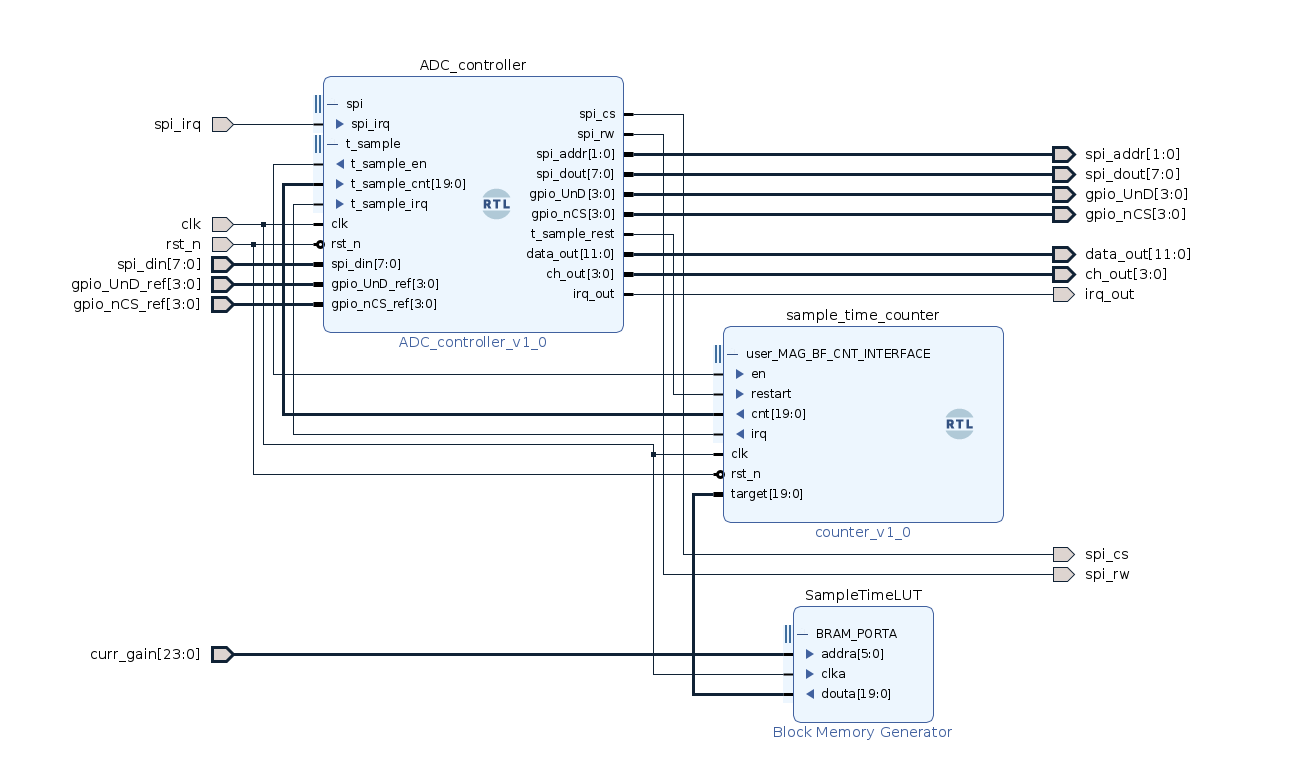 ADC_controller
spi
spi_irq
t_sample
t_sample_en
t_sample_cnt[19:0]
t_sample_irq
clk
rst_n
spi_din[7:0]
gpio_UnD_ref[3:0]
gpio_nCS_ref[3:0]
RTL
spi_cs
spi_rw
spi_addr[1:0]
spi_dout[7:0]
gpio_UnD[3:0]
gpio_nCS[3:0]
t_sample_rest
data_out[11:0]
ch_out[3:0]
irq_out
ADC_controller_v1_0
spi_irq
clk
rst_n
spi_din[7:0]
gpio_UnD_ref[3:0]
gpio_nCS_ref[3:0]
spi_addr[1:0]
spi_dout[7:0]
gpio_UnD[3:0]
gpio_nCS[3:0]
data_out[11:0]
ch_out[3:0]
irq_out
sample_time_counter
user_MAG_BF_CNT_INTERFACE
en
restart
cnt[19:0]
irq
clk
rst_n
target[19:0]
RTL
counter_v1_0
spi_cs
spi_rw
SampleTimeLUT
BRAM_PORTA
addra[5:0]
clka
douta[19:0]
Block Memory Generator
curr_gain[23:0]